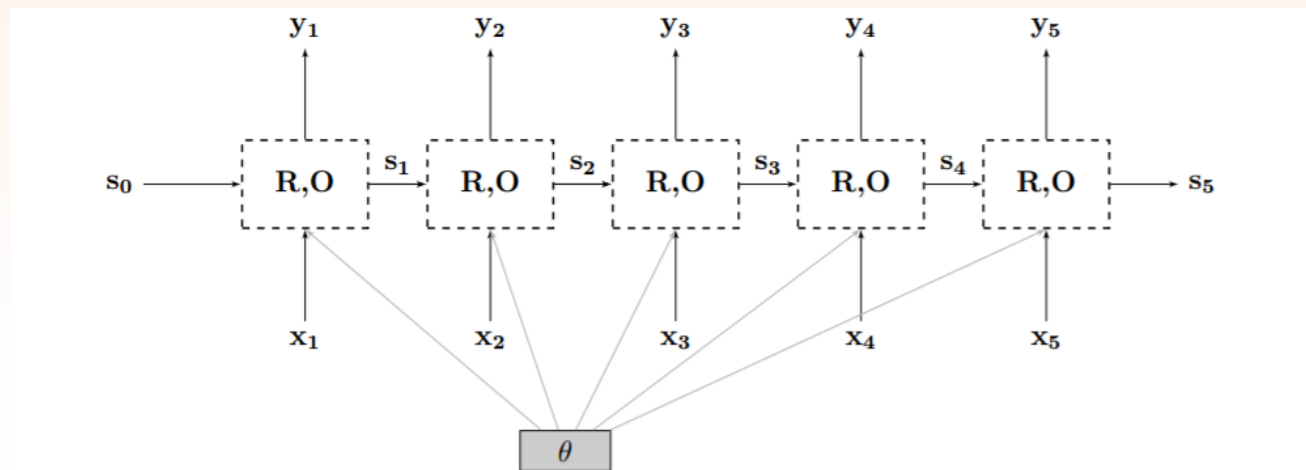 y₁ y₂ y₃ y₄ y₅
s₀ R,O s₁ R,O s₂ R,O s₃ R,O s₄ R,O s₅
x₁ x₂ x₃ x₄ x₅
θ